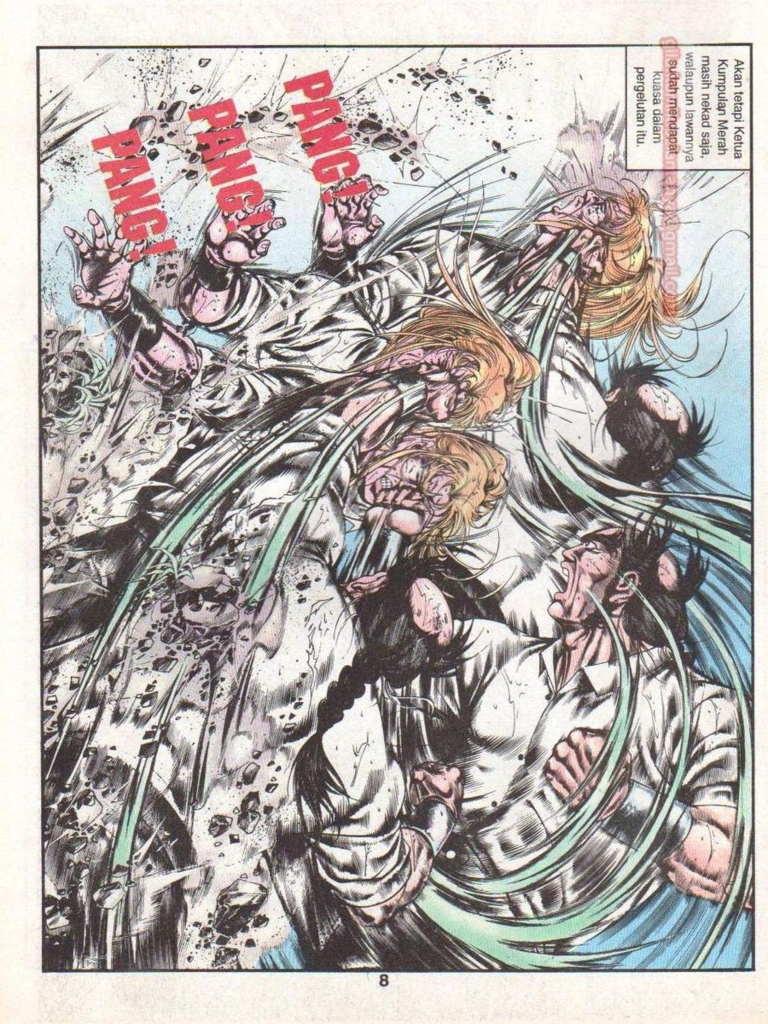 Akan tetapi Ketua
Kumpulan Merah
masih nekad saja,
walaupun lawannya
sudah mendapat
kuasa dalam
pergelutan itu.
PANG!
PANG!
PANG!
8